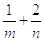 1/m + 2/n